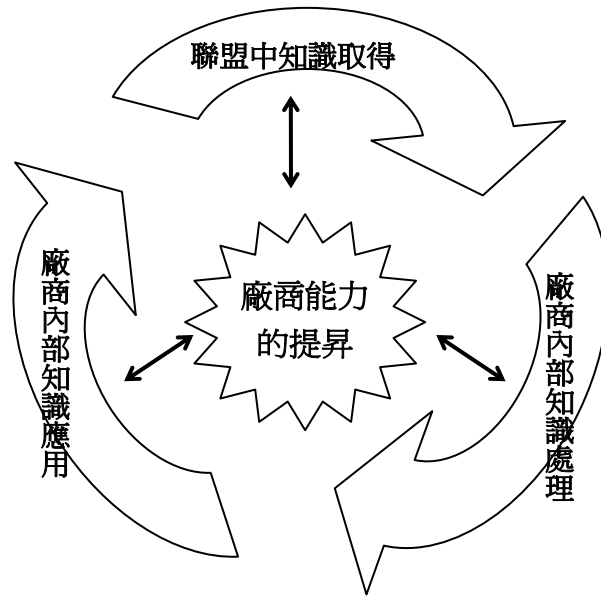 聯盟中知識取得
廠商能力
的提昇
廠商內部知識應用
廠商內部知識處理